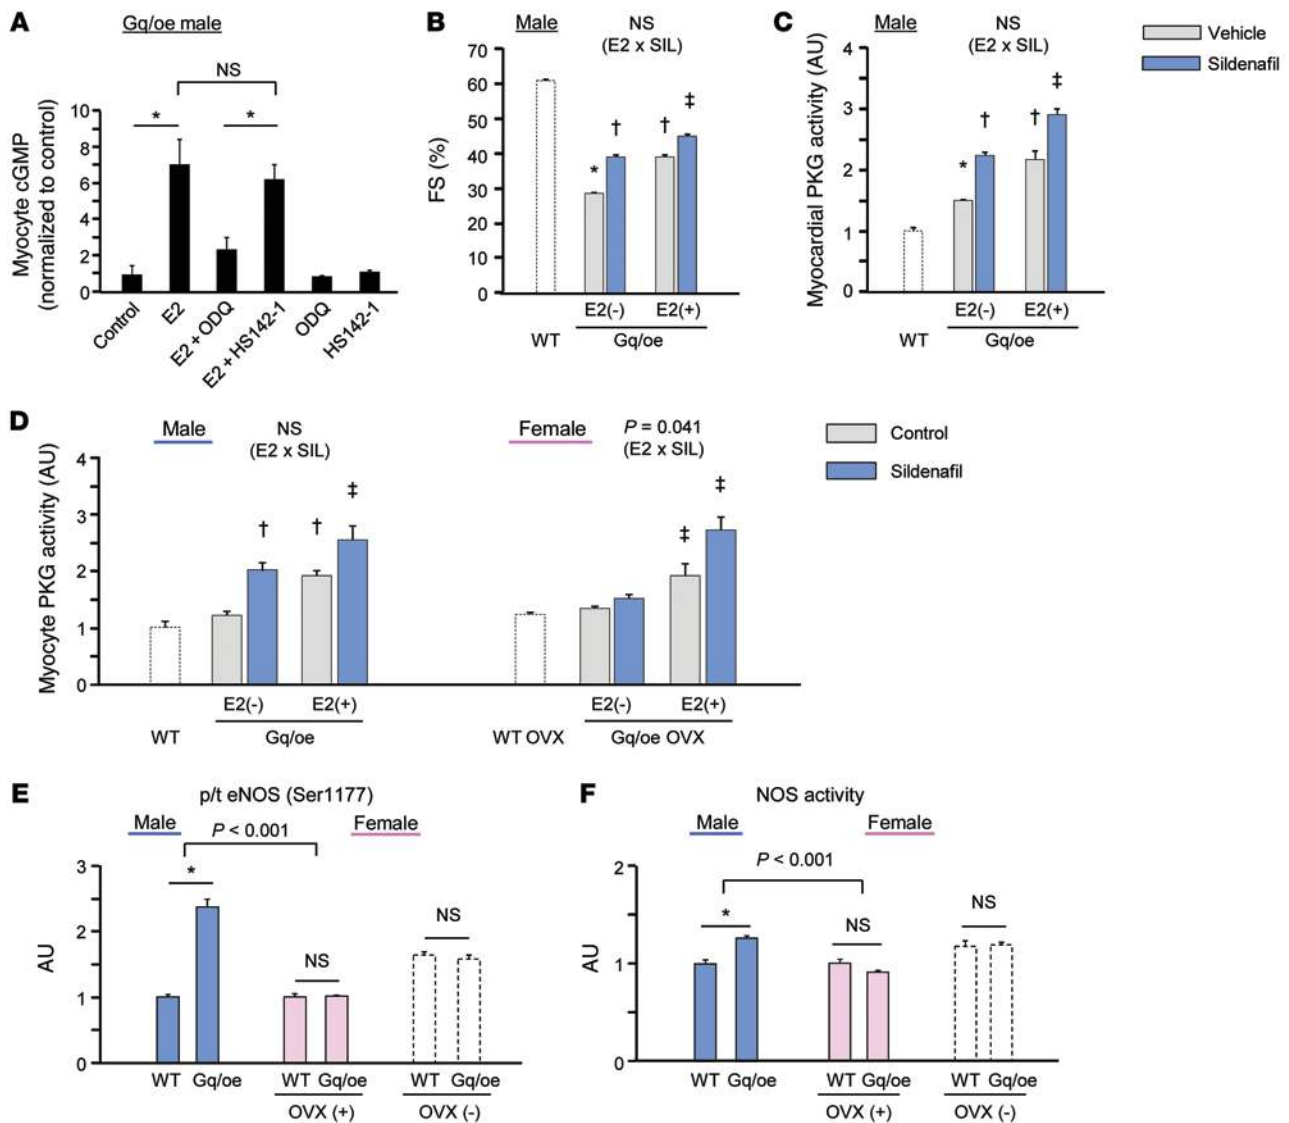 A
Gq/oe male
NS
*
*
Myocyte cGMP
(normalized to control)
10
8
6
4
2
0
Control
E2
E2 + ODQ
E2 + HS142-1
ODQ
HS142-1
B
Male
NS
(E2 x SIL)
FS (%)
70
60
50
40
30
20
10
0
*
†
†
‡
E2(-)
E2(+)
WT
Gq/oe
C
Male
NS
(E2 x SIL)
Myocardial PKG activity (AU)
4
3
2
1
0
*
†
†
‡
E2(-)
E2(+)
WT
Gq/oe
Vehicle
Sildenafil
D
Male
NS
(E2 x SIL)
Female
P = 0.041
(E2 x SIL)
Control
Sildenafil
Myocyte PKG activity (AU)
4
3
2
1
0
†
†
‡
‡
‡
E2(-)
E2(+)
E2(-)
E2(+)
WT
Gq/oe
WT OVX
Gq/oe OVX
E
p/t eNOS (Ser1177)
Male
P < 0.001
Female
AU
3
2
1
0
*
NS
NS
WT Gq/oe
WT Gq/oe
WT Gq/oe
OVX (+)
OVX (-)
F
NOS activity
Male
Female
P < 0.001
AU
2
1
0
*
NS
NS
WT Gq/oe
WT Gq/oe
WT Gq/oe
OVX (+)
OVX (-)